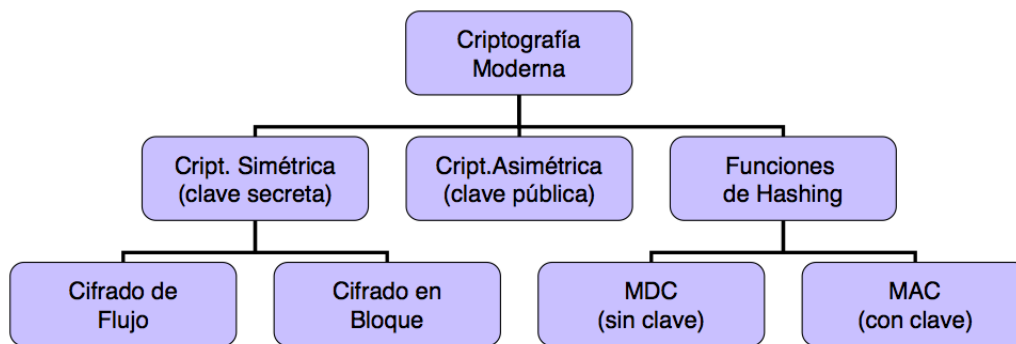 Criptografía
Moderna
Cript. Simétrica
(clave secreta)
Cript.Asimétrica
(clave pública)
Funciones
de Hashing
Cifrado de
Flujo
Cifrado en
Bloque
MDC
(sin clave)
MAC
(con clave)